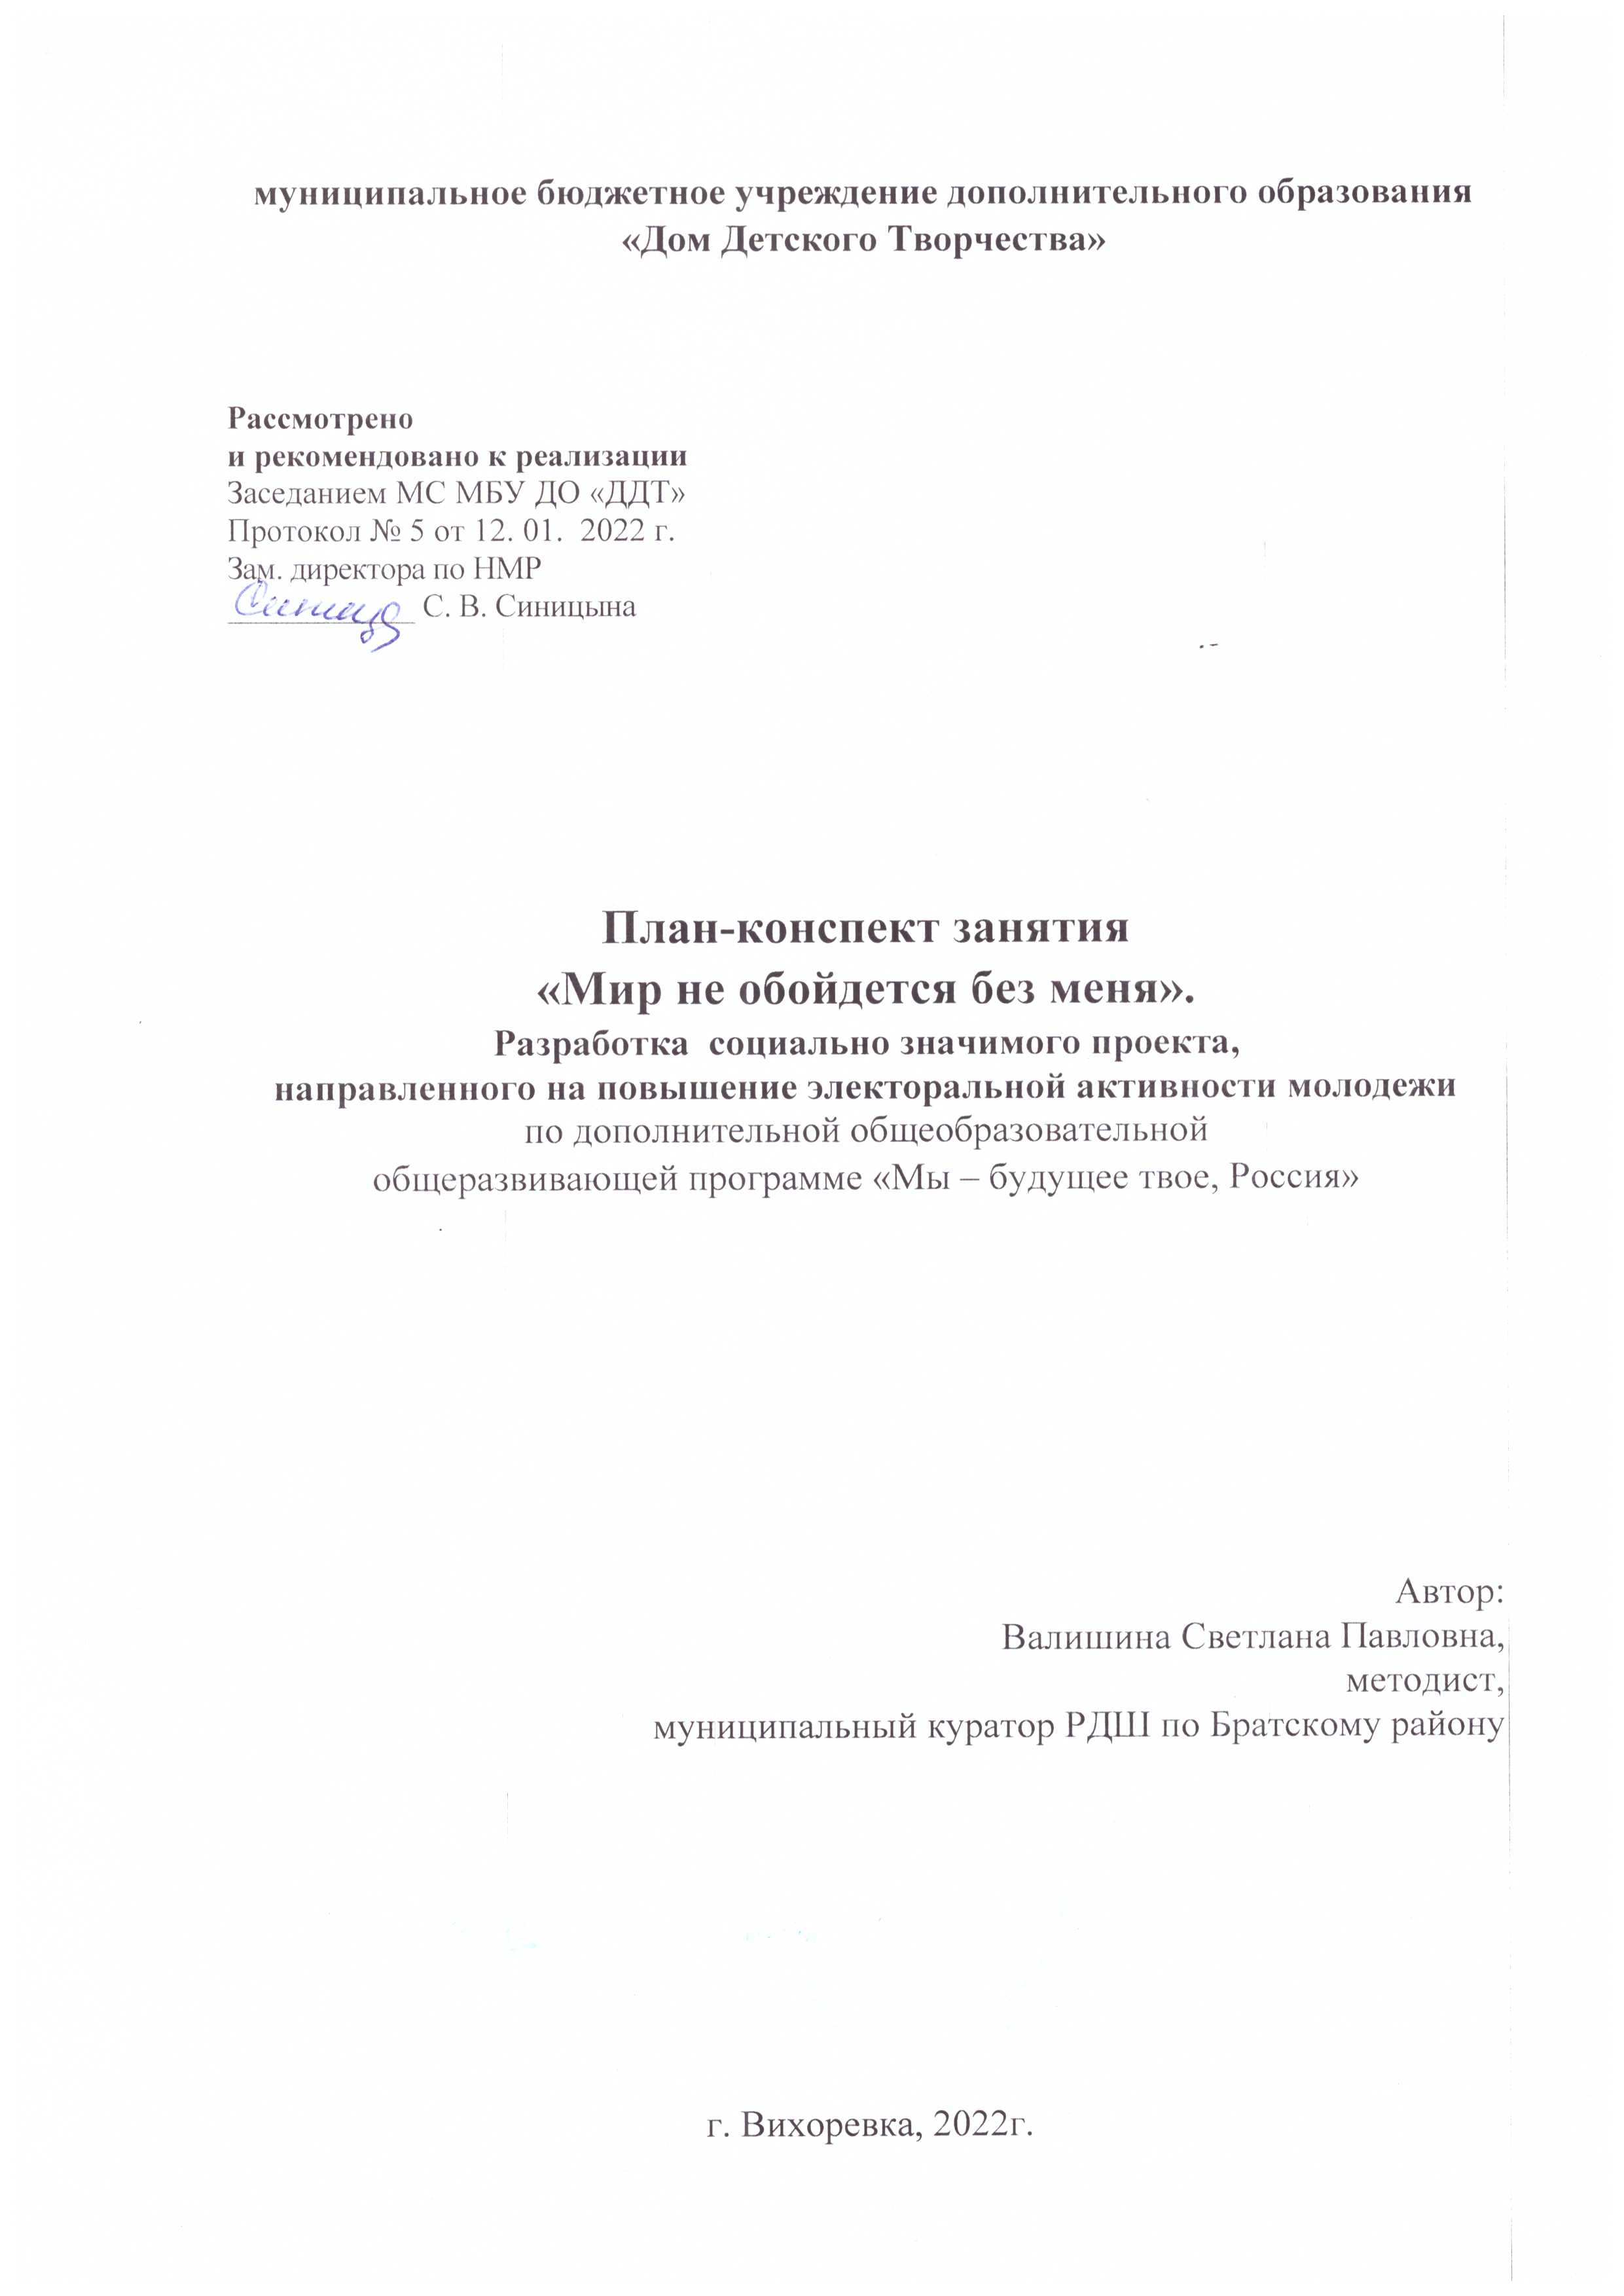 муниципальное бюджетное учреждение дополнительного образования
«Дом Детского Творчества»
Рассмотрено
и рекомендовано к реализации
Заседанием МС МБУ ДО «ДДТ»
Протокол № 5 от 12. 01.  2022 г.
Зам. директора по НМР
С. В. Синицына
План-конспект занятия
«Мир не обойдется без меня».
Разработка  социально значимого проекта,
направленного на повышение электоральной активности молодежи
по дополнительной общеобразовательной
общеразвивающей программе «Мы – будущее твое, Россия»
Автор:
Валишина Светлана Павловна,
методист,
муниципальный куратор РДШ по Братскому району
г. Вихоревка, 2022г.